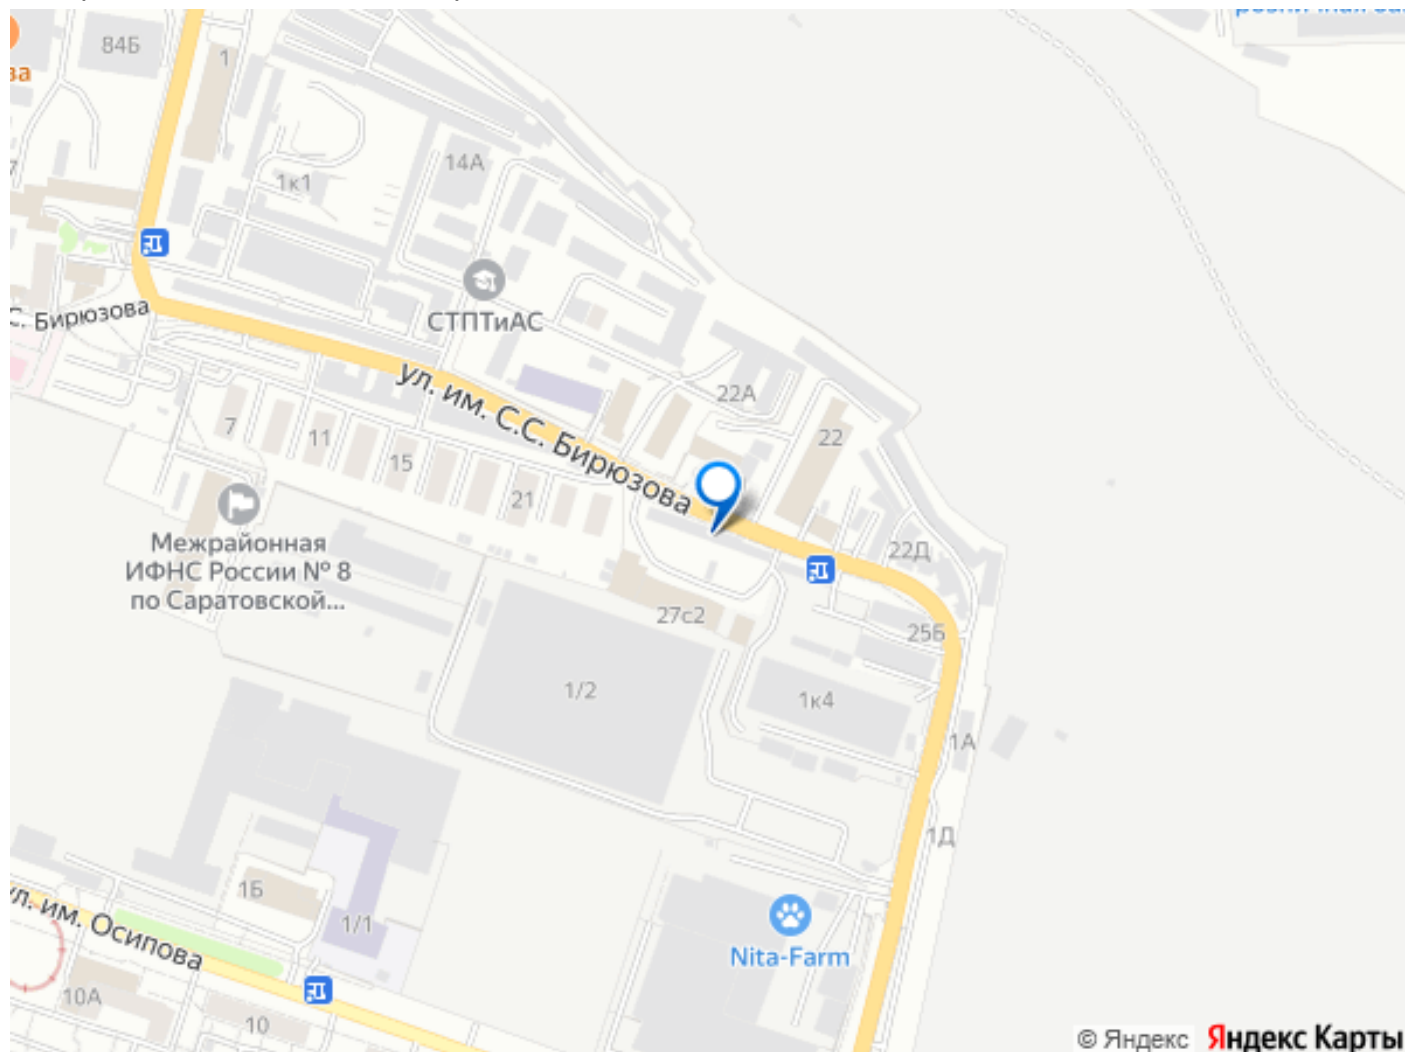 84Б
1
14А
1к1
СТПТиАС
С. Бирюзова
ул. им. С.С. Бирюзова
22А
22
7
11
15
21
22Д
Межрайонная
ИФНС России № 8
по Саратовской...
27с2
25Б
1/2
1к4
1А
1Д
1Б
1/1
ул. им. Осипова
Nita-Farm
10А
10
© Яндекс Яндекс Карты